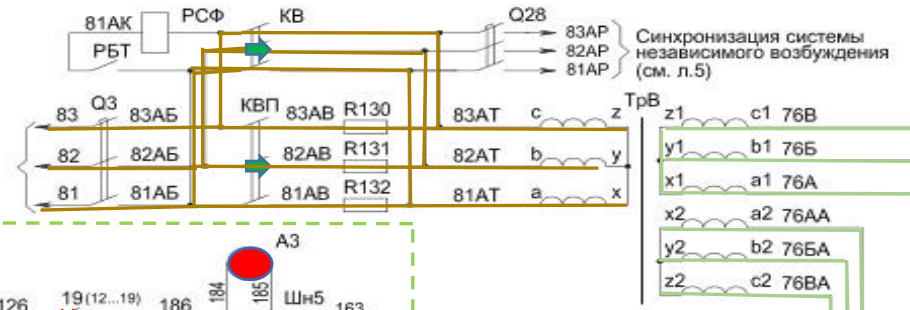 81АК РСФ КВ Q28
83АР
82АР
81АР
РБТ
Синхронизация системы
независимого возбуждения
(см. л.5)
ТрВ
83 Q3 83АБ КВП 83АВ R130 83АТ c z z1 c1 76В
82 82АБ 82АВ R131 82АТ b y y1 b1 76Б
81 81АБ 81АВ R132 81АТ a x x1 a1 76А
x2 a2 76АА
y2 b2 76БА
z2 c2 76ВА
А3
184 185 Шн5
126 19(12...19) 186 163